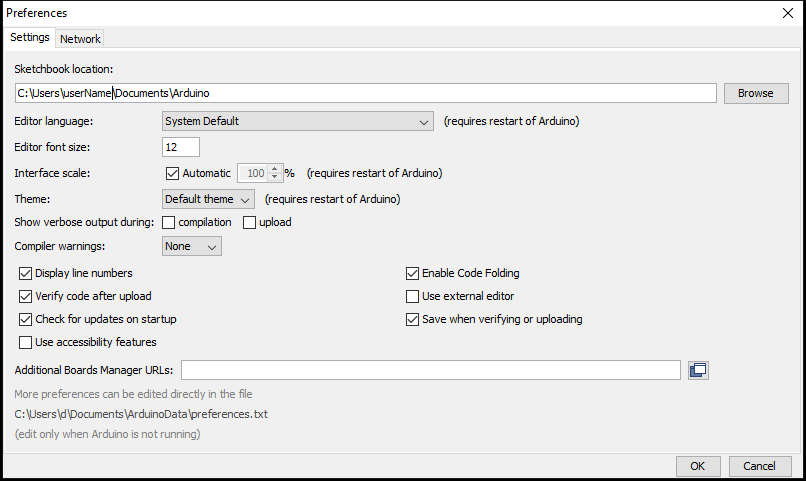 Preferences
Settings Network
Sketchbook location:
C:\Users\userName\Documents\Arduino Browse
Editor language: System Default (requires restart of Arduino)
Editor font size: 12
Interface scale: Automatic 100 % (requires restart of Arduino)
Theme: Default theme (requires restart of Arduino)
Show verbose output during: compilation upload
Compiler warnings: None
Display line numbers Enable Code Folding
Verify code after upload Use external editor
Check for updates on startup Save when verifying or uploading
Use accessibility features
Additional Boards Manager URLs:
More preferences can be edited directly in the file
C:\Users\d\Documents\ArduinoData\preferences.txt
(edit only when Arduino is not running)
OK Cancel